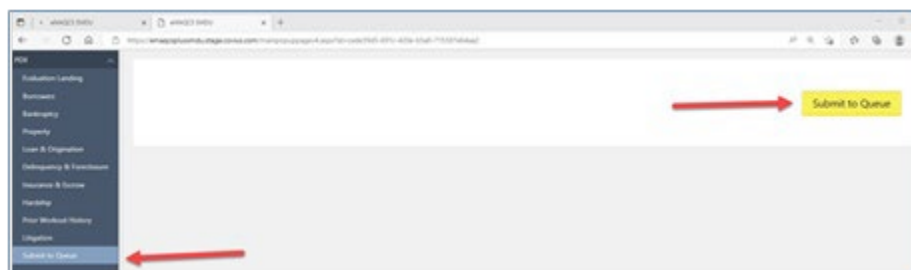 PDX
Evaluation Landing
Borrowers
Bankruptcy
Property
Loan & Origination
Delinquency & Foreclosure
Insurance & Escrow
Hardship
Prior Workout History
Litigation
Submit to Queue
Submit to Queue